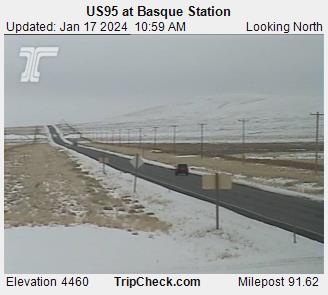 US95 at Basque Station
Updated: Jan 17 2024 10:59 AM Looking North
Elevation 4460 TripCheck.com Milepost 91.62